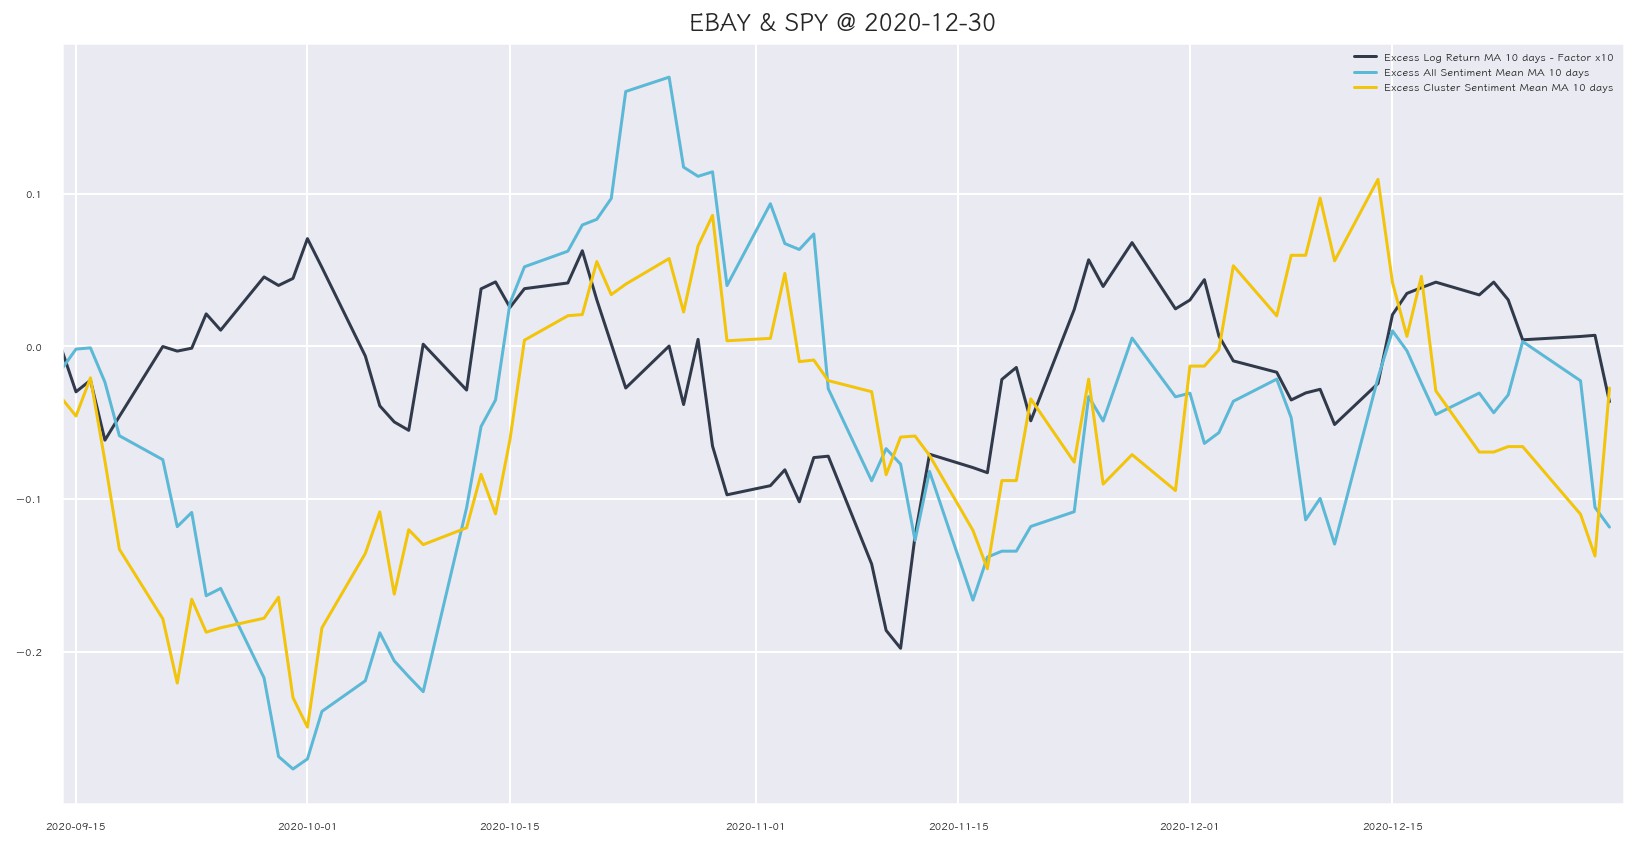 EBAY & SPY @ 2020-12-30
Excess Log Return MA 10 days - Factor x10
Excess All Sentiment Mean MA 10 days
Excess Cluster Sentiment Mean MA 10 days
0.1
0.0
−0.1
−0.2
2020-09-15 2020-10-01 2020-10-15 2020-11-01 2020-11-15 2020-12-01 2020-12-15